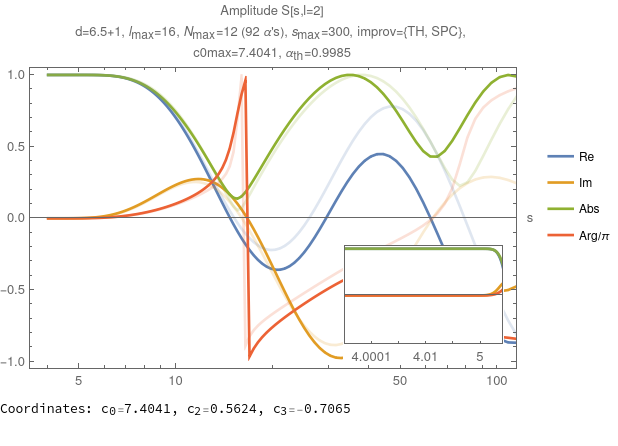 Amplitude S[s,l=2]
d=6.5+1, lmax=16, Nmax=12 (92 α's), smax=300, improv={TH, SPC},
c0max=7.4041, αth=0.9985
1.0
0.5
0.0
−0.5
−1.0
5
10
50
100
s
4.0001
4.01
5
Re
Im
Abs
Arg/π
Coordinates: c0=7.4041, c2=0.5624, c3=−0.7065